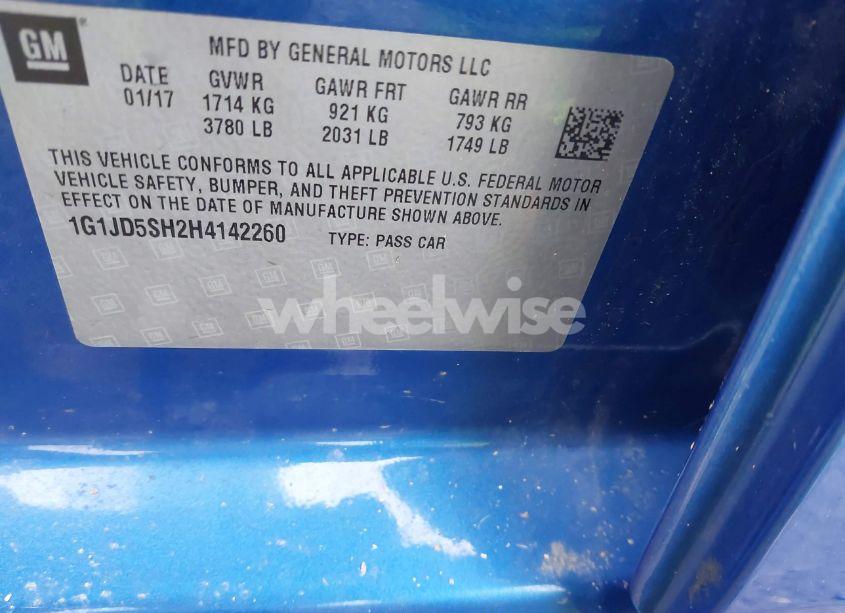 GM
MFD BY GENERAL MOTORS LLC
DATE GVWR GAWR FRT GAWR RR
01/17 1714 KG 921 KG 793 KG
3780 LB 2031 LB 1749 LB
THIS VEHICLE CONFORMS TO ALL APPLICABLE U.S. FEDERAL MOTOR
VEHICLE SAFETY, BUMPER, AND THEFT PREVENTION STANDARDS IN
EFFECT ON THE DATE OF MANUFACTURE SHOWN ABOVE.
1G1JD5SH2H4142260 TYPE: PASS CAR
wheelwise